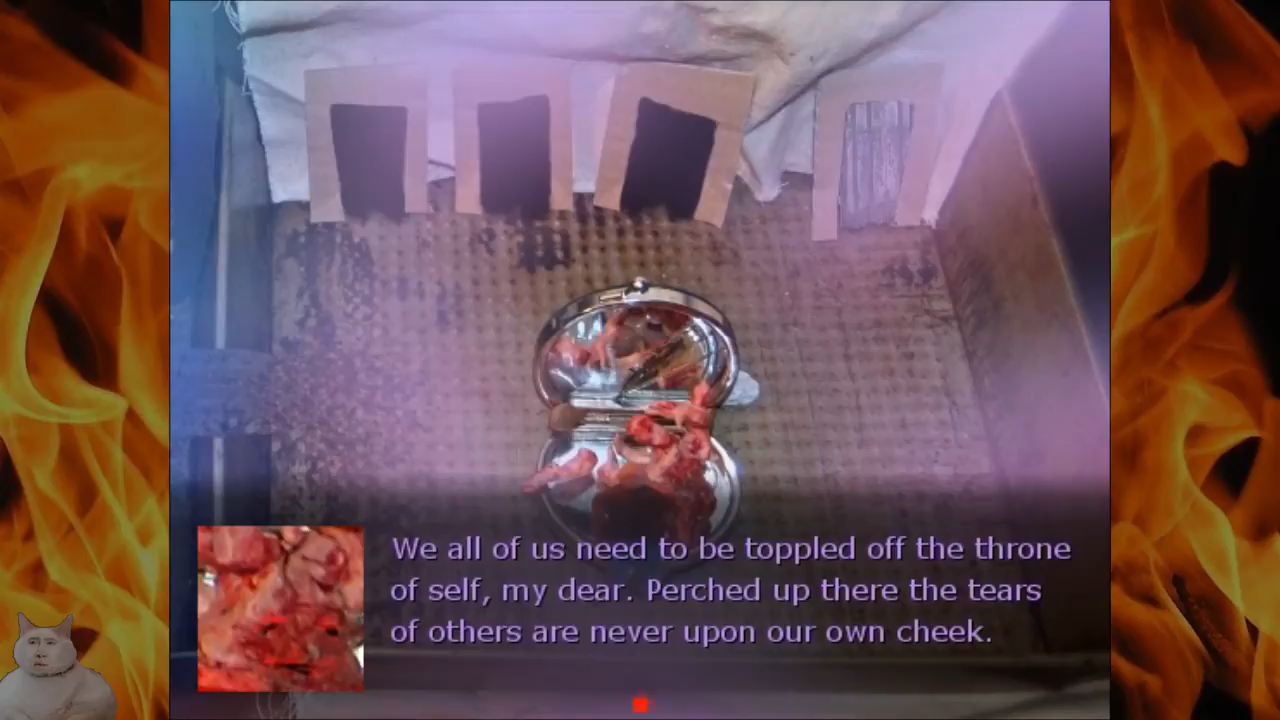 We all of us need to be toppled off the throne
of self, my dear. Perched up there the tears
of others are never upon our own cheek.